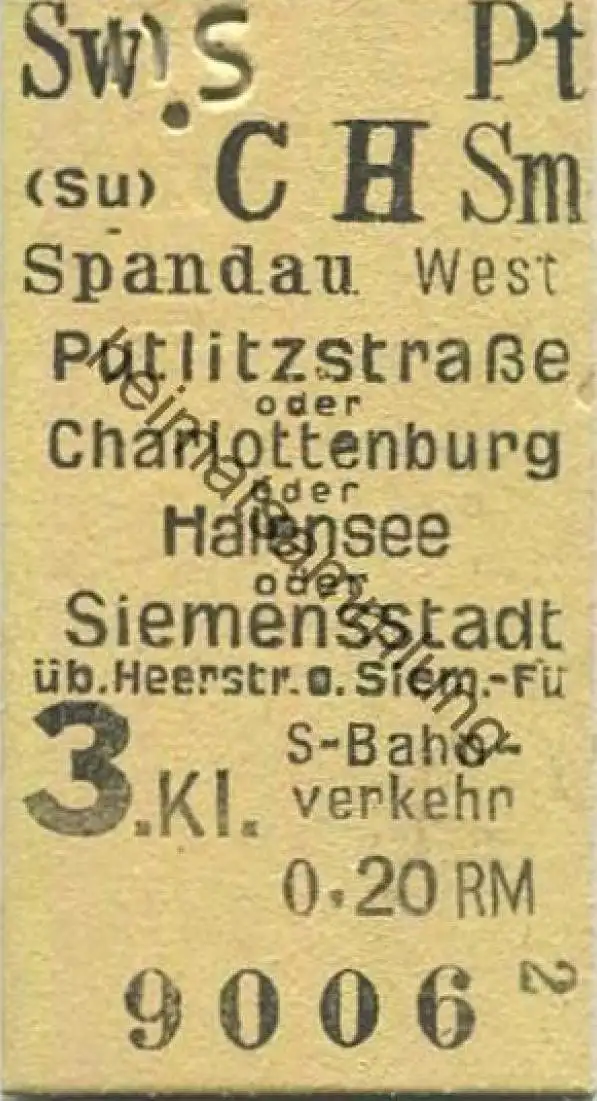 Sw S Pt
(Su) C H Sm
Spandau West
Putlitzstraße
oder
Charlottenburg
oder
Halensee
oder
Siemensstadt
üb.Heerstr.o.Siem.-Fü
3.Kl. S-Bahn-
verkehr
0.20 RM
9006 2
heimatsammlung